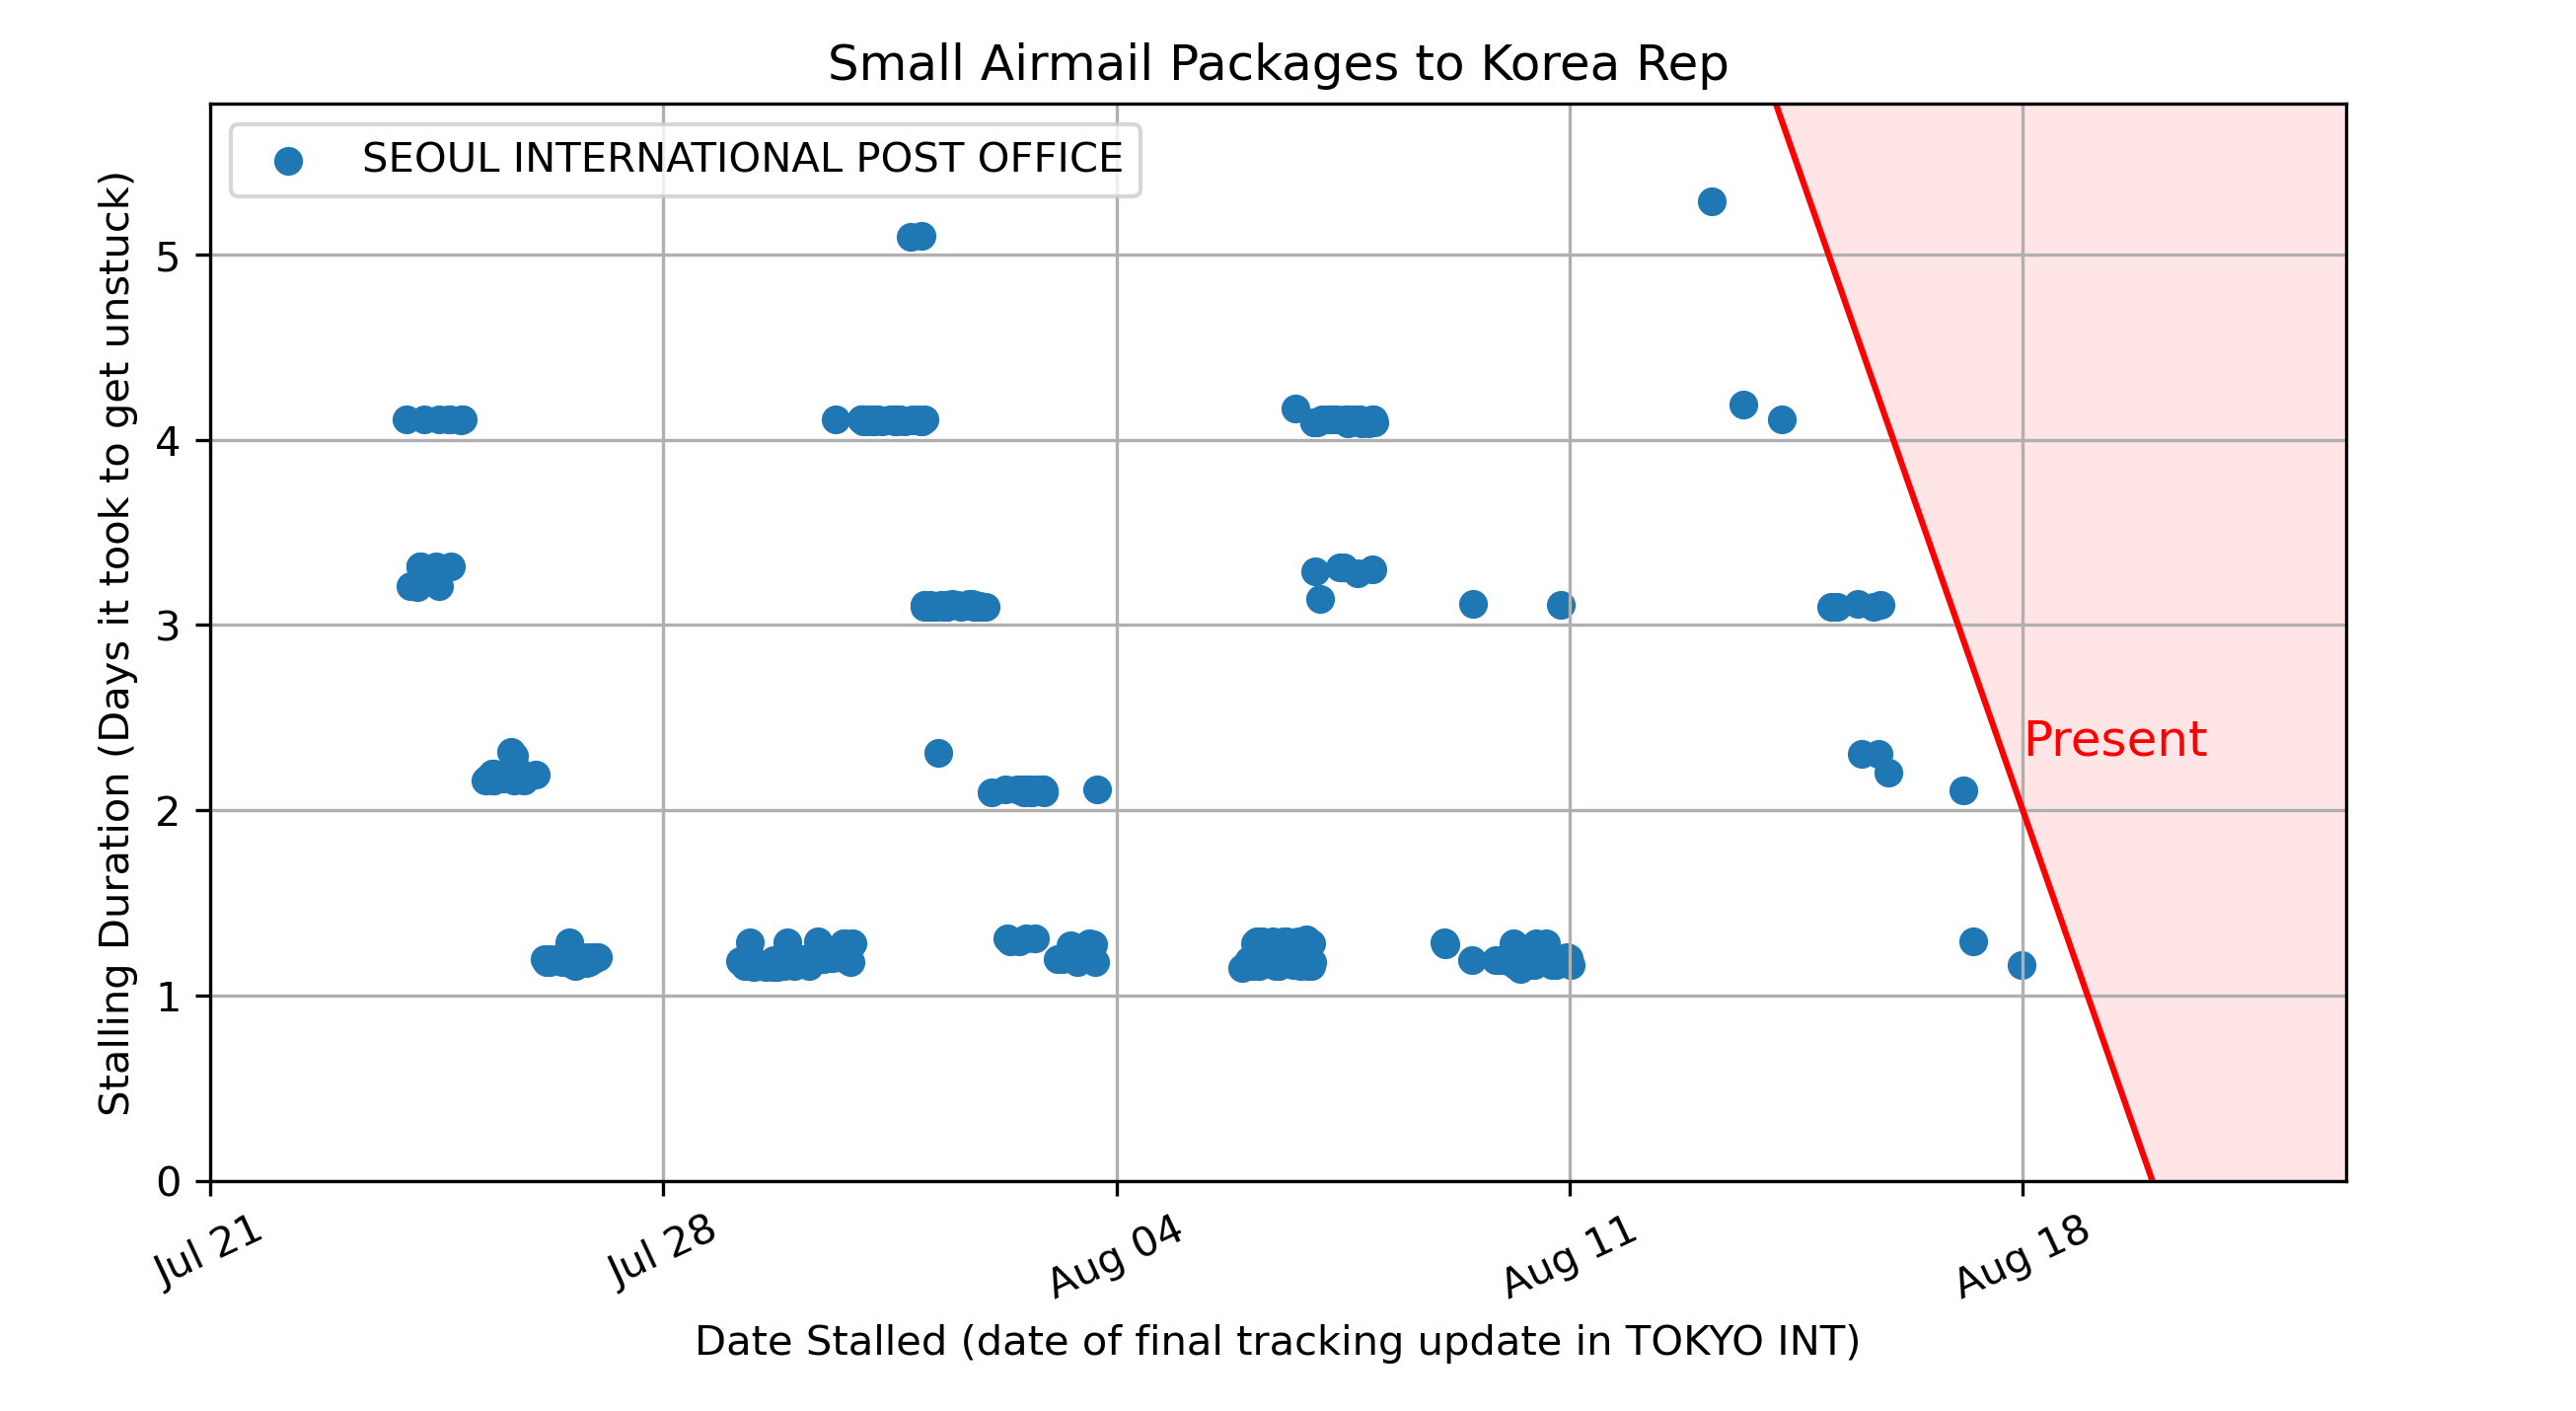 Small Airmail Packages to Korea Rep
SEOUL INTERNATIONAL POST OFFICE
Stalling Duration (Days it took to get unstuck)
5
4
3
2
1
0
Present
Jul 21
Jul 28
Aug 04
Aug 11
Aug 18
Date Stalled (date of final tracking update in TOKYO INT)